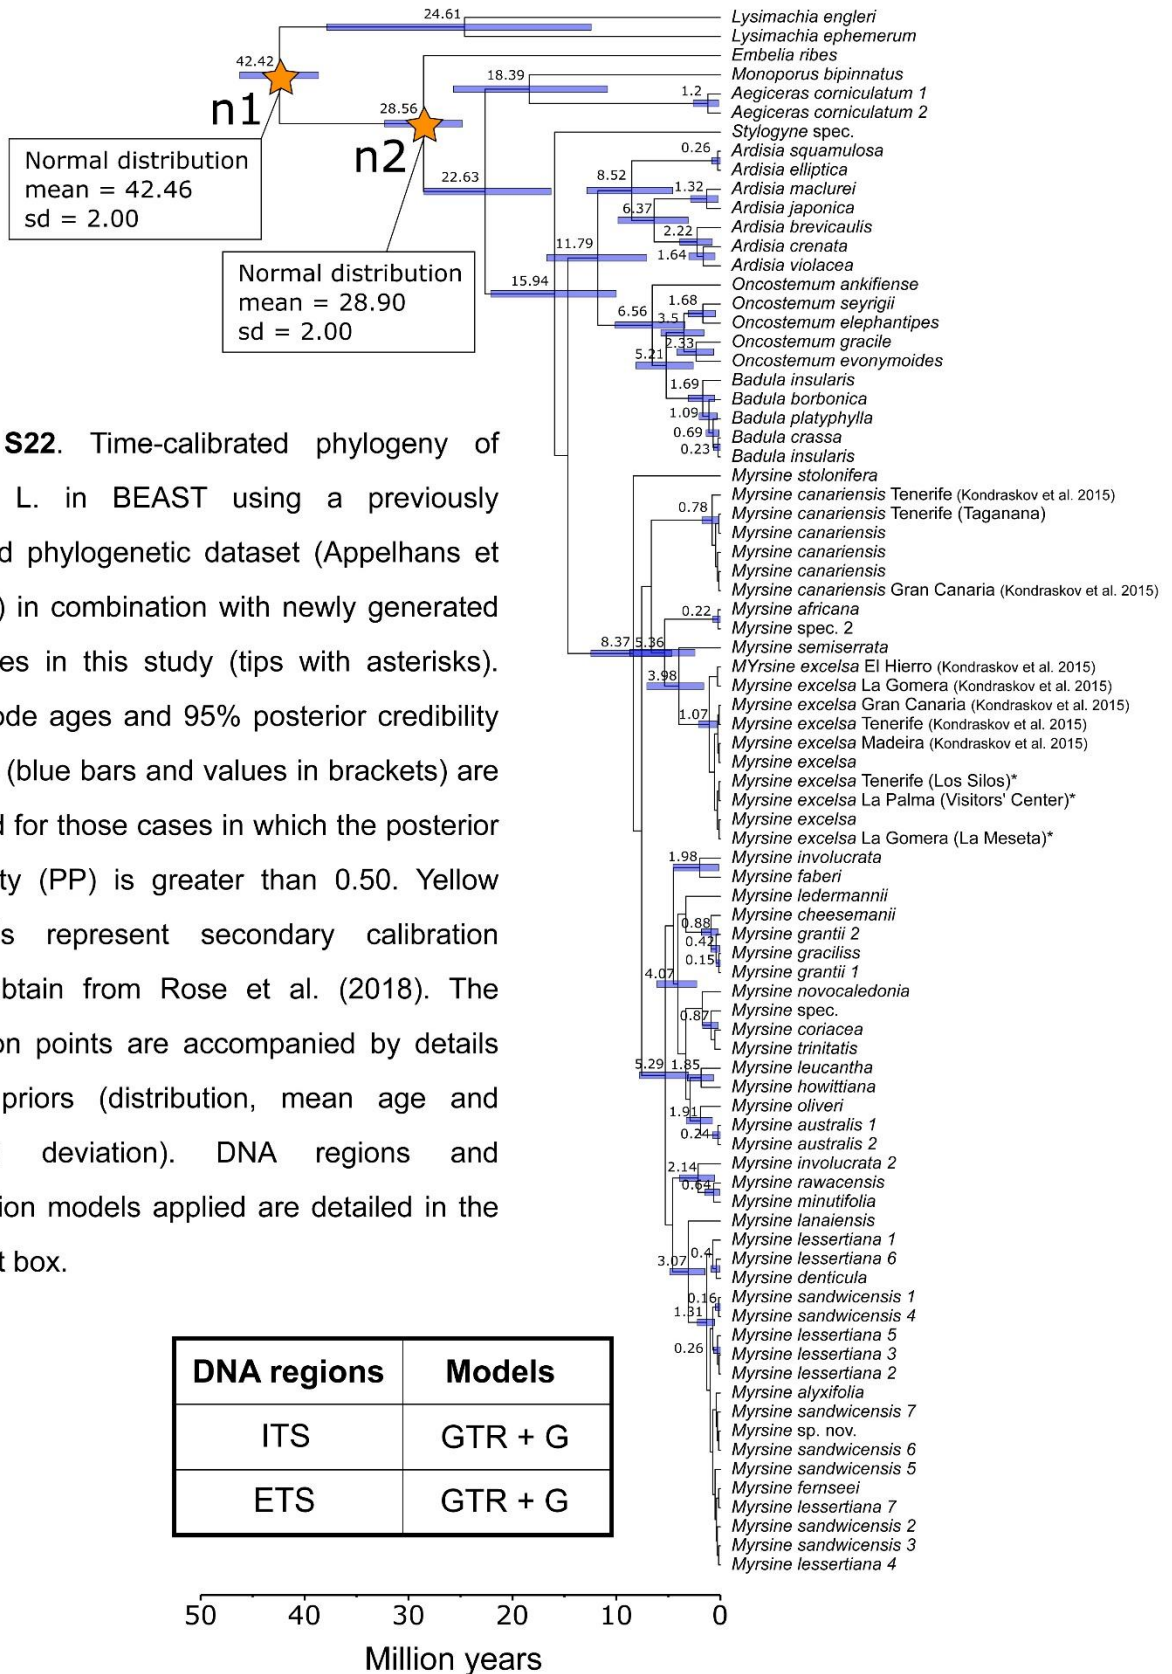 24.61
Lysimachia engleri
Lysimachia ephemerum
Embelia ribes
42.42
18.39
Monoporus bipinnatus
1.2
Aegiceras corniculatum 1
n1
28.56
Aegiceras corniculatum 2
n2
Stylogyne spec.
0.26
Ardisia squamulosa
Normal distribution
mean = 42.46
sd = 2.00
Ardisia elliptica
22.63
8.52
1.32
Ardisia maclurei
6.37
Ardisia japonica
2.22
Ardisia brevicaulis
11.79
Ardisia crenata
1.64
Ardisia violacea
Normal distribution
mean = 28.90
sd = 2.00
15.94
Oncostemum ankifiense
1.68
Oncostemum seyrigii
6.56
3.5
Oncostemum elephantipes
2.33
Oncostemum gracile
5.21
Oncostemum evonymoides
1.69
Badula insularis
Badula borbonica
1.09
Badula platyphylla
0.69
Badula crassa
0.23
Badula insularis
Myrsine stolonifera
Myrsine canariensis Tenerife (Kondraskov et al. 2015)
0.78
Myrsine canariensis Tenerife (Taganana)
Myrsine canariensis
Myrsine canariensis
Myrsine canariensis
Myrsine canariensis Gran Canaria (Kondraskov et al. 2015)
0.22
Myrsine africana
Myrsine spec. 2
8.37
5.36
Myrsine semiserrata
MYrsine excelsa El Hierro (Kondraskov et al. 2015)
3.98
Myrsine excelsa La Gomera (Kondraskov et al. 2015)
Myrsine excelsa Gran Canaria (Kondraskov et al. 2015)
1.07
Myrsine excelsa Tenerife (Kondraskov et al. 2015)
Myrsine excelsa Madeira (Kondraskov et al. 2015)
Myrsine excelsa
Myrsine excelsa Tenerife (Los Silos)*
Myrsine excelsa La Palma (Visitors' Center)*
Myrsine excelsa
Myrsine excelsa La Gomera (La Meseta)*
1.98
Myrsine involucrata
Myrsine faberi
Myrsine ledermannii
0.88
Myrsine cheesemanii
Myrsine grantii 2
0.42
Myrsine graciliss
0.15
Myrsine grantii 1
4.07
Myrsine novocaledonia
0.87
Myrsine spec.
Myrsine coriacea
Myrsine trinitatis
5.29
1.85
Myrsine leucantha
Myrsine howittiana
1.91
Myrsine oliveri
Myrsine australis 1
0.24
Myrsine australis 2
2.14
Myrsine involucrata 2
0.64
Myrsine rawacensis
Myrsine minutifolia
Myrsine lanaiensis
Myrsine lessertiana 1
3.07
0.4
Myrsine lessertiana 6
Myrsine denticula
0.16
Myrsine sandwicensis 1
1.31
Myrsine sandwicensis 4
Myrsine lessertiana 5
0.26
Myrsine lessertiana 3
Myrsine lessertiana 2
Myrsine alyxifolia
Myrsine sandwicensis 7
Myrsine sp. nov.
Myrsine sandwicensis 6
Myrsine sandwicensis 5
Myrsine fernseei
Myrsine lessertiana 7
Myrsine sandwicensis 2
Myrsine sandwicensis 3
Myrsine lessertiana 4
S22. Time-calibrated phylogeny of
L. in BEAST using a previously
d phylogenetic dataset (Appelhans et
) in combination with newly generated
es in this study (tips with asterisks).
ode ages and 95% posterior credibility
(blue bars and values in brackets) are
d for those cases in which the posterior
ty (PP) is greater than 0.50. Yellow
s represent secondary calibration
btain from Rose et al. (2018). The
on points are accompanied by details
priors (distribution, mean age and
deviation). DNA regions and
ion models applied are detailed in the
t box.
DNA regions Models
ITS GTR + G
ETS GTR + G
50 40 30 20 10 0
Million years